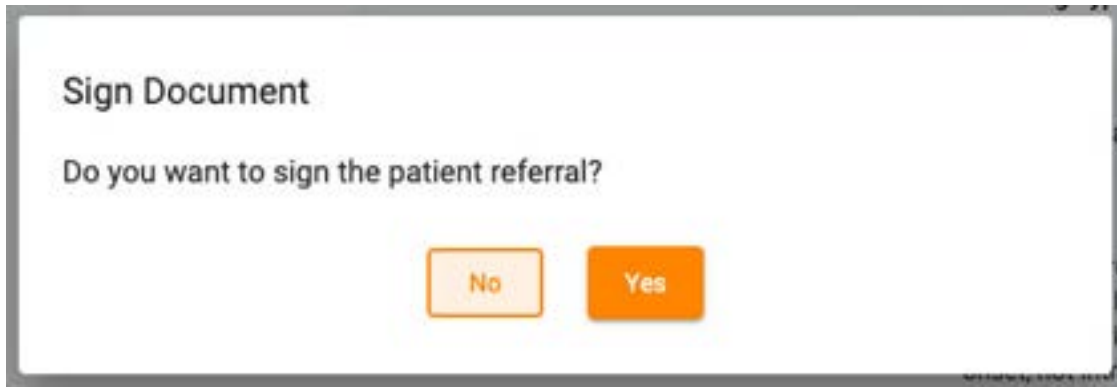 Sign Document
Do you want to sign the patient referral?
No
Yes